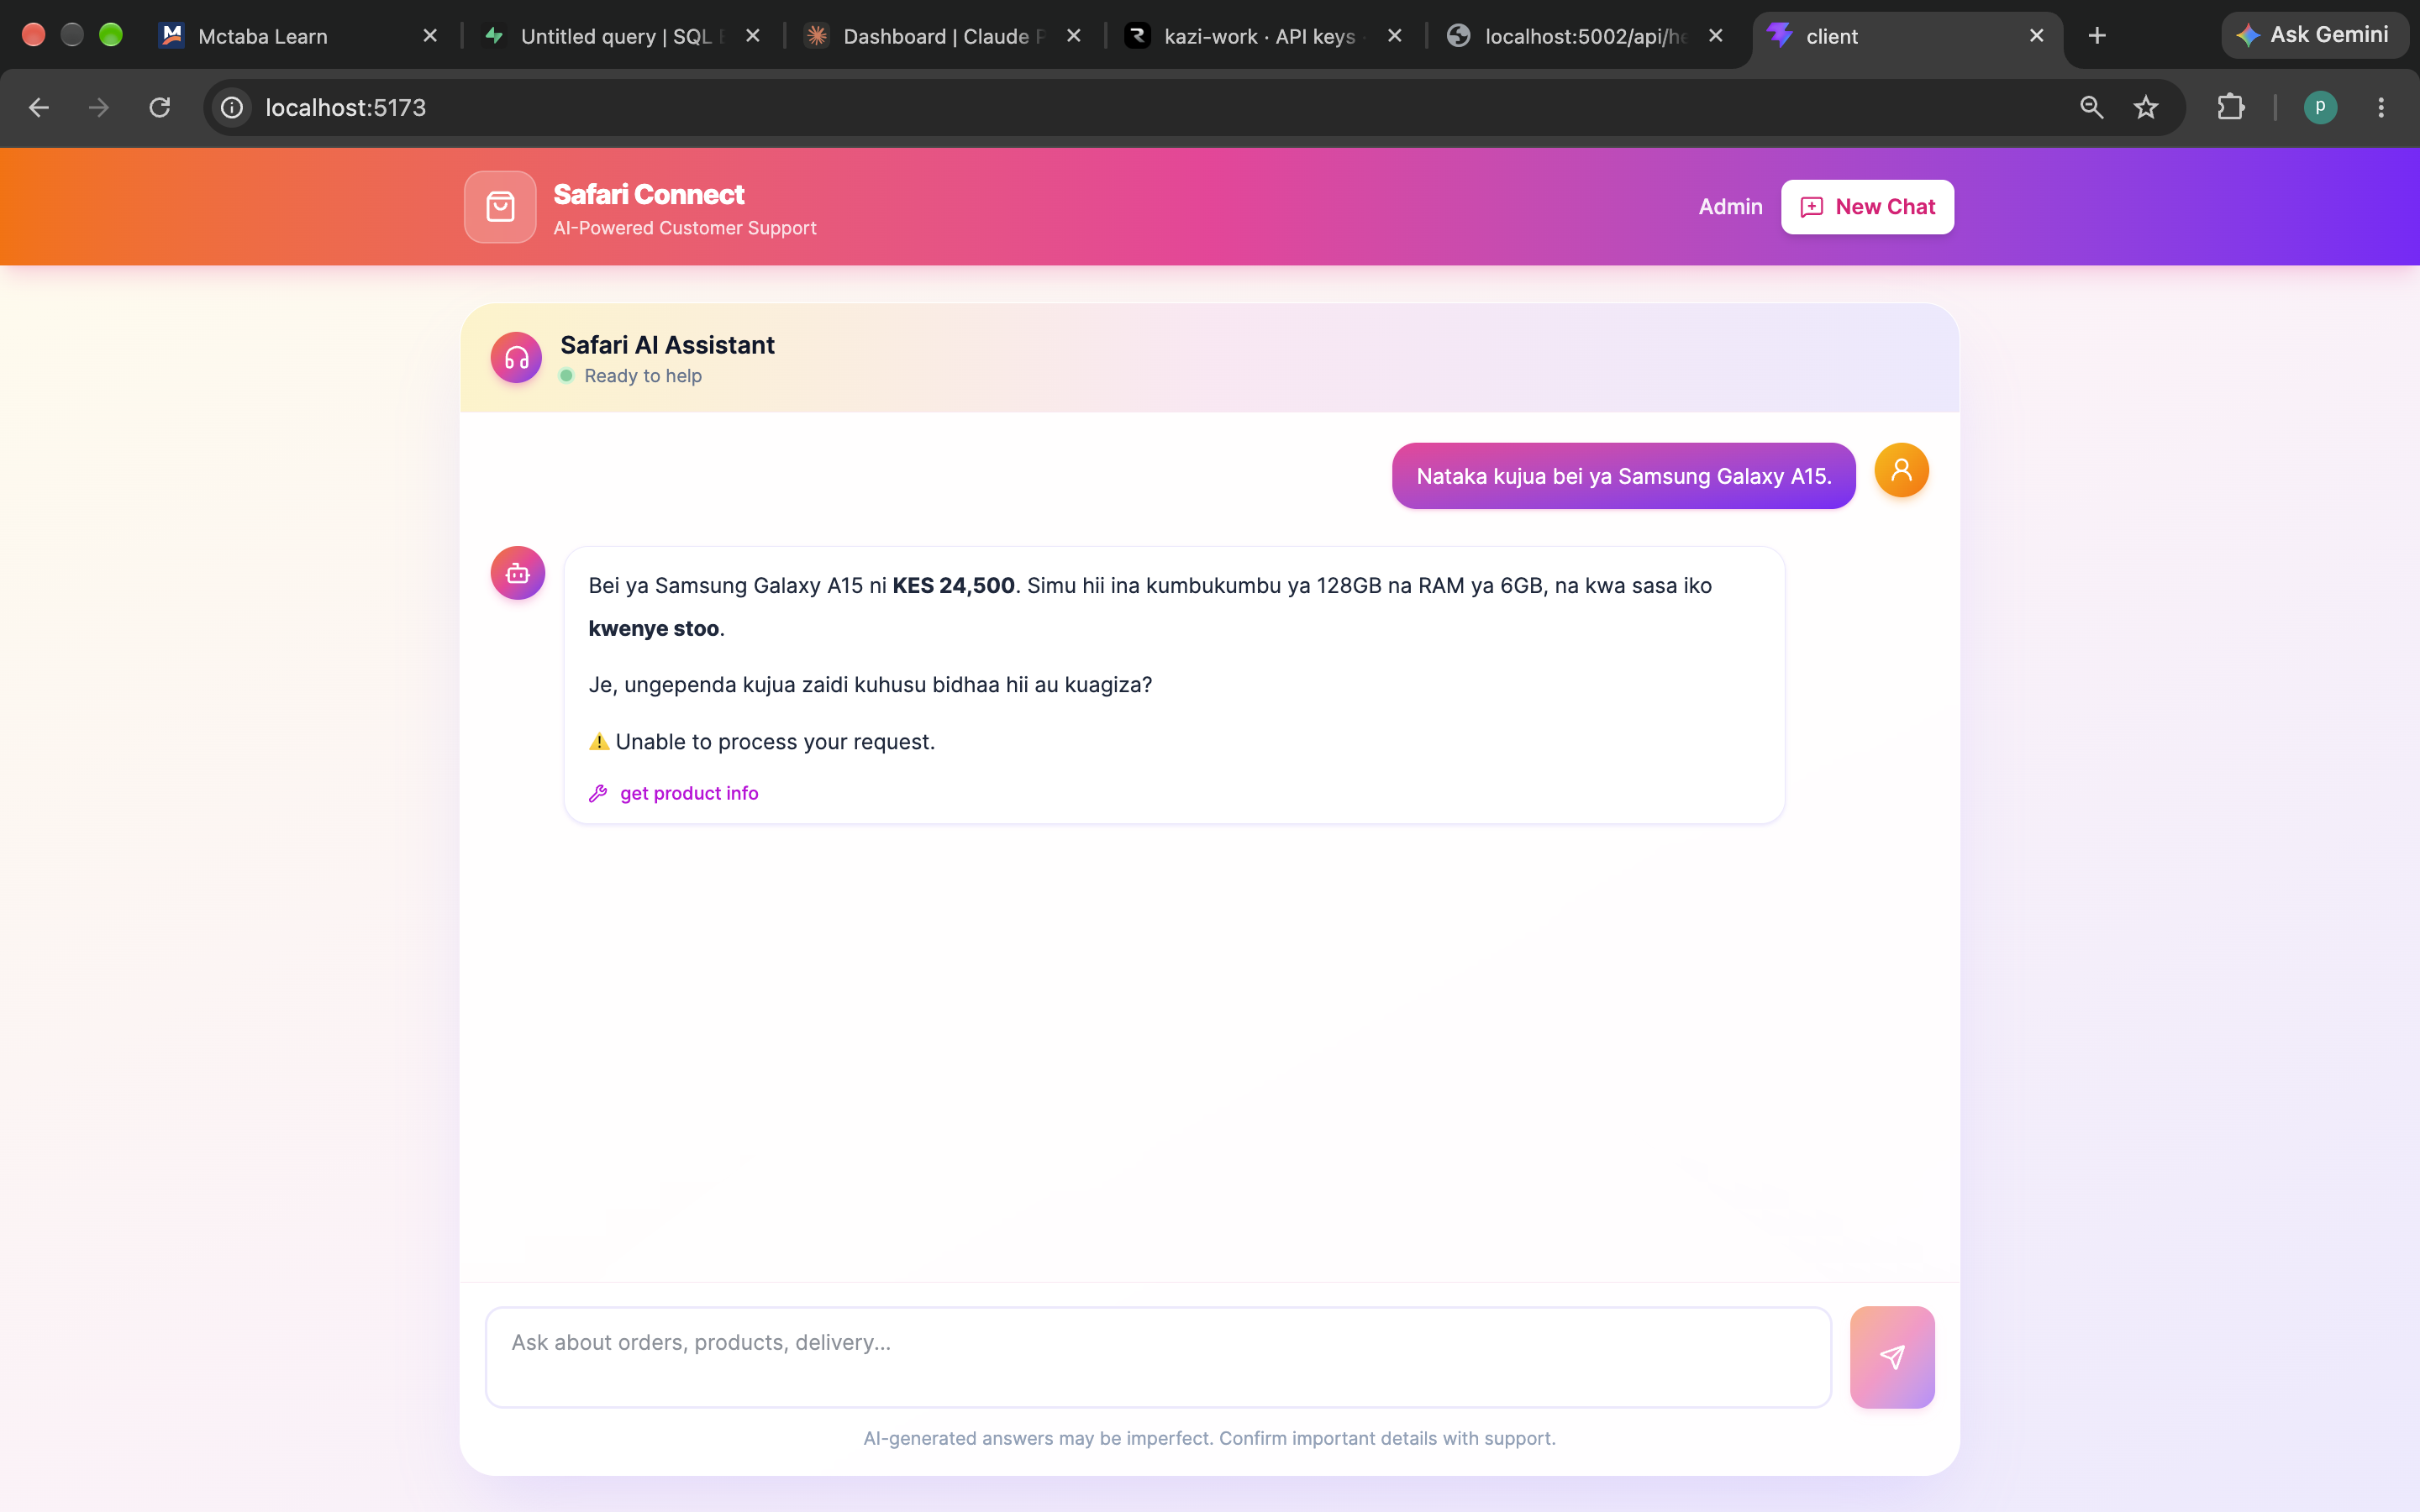 Mctaba Learn
Untitled query | SQL
Dashboard | Claude
kazi-work · API keys
localhost:5002/api/he
client
Ask Gemini
localhost:5173
p
Safari Connect
AI-Powered Customer Support
Admin
New Chat
Safari AI Assistant
Ready to help
Nataka kujua bei ya Samsung Galaxy A15.
Bei ya Samsung Galaxy A15 ni KES 24,500. Simu hii ina kumbukumbu ya 128GB na RAM ya 6GB, na kwa sasa iko
kwenye stoo.
Je, ungependa kujua zaidi kuhusu bidhaa hii au kuagiza?
⚠️ Unable to process your request.
get product info
Ask about orders, products, delivery...
AI-generated answers may be imperfect. Confirm important details with support.